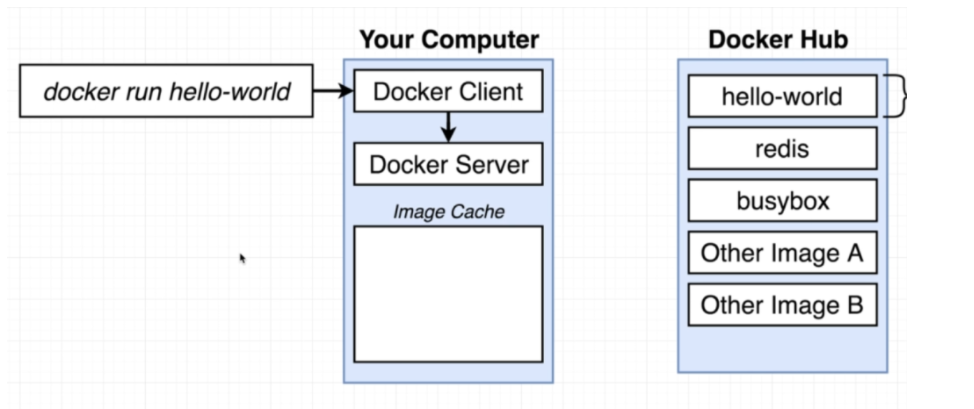 Your Computer
Docker Hub
docker run hello-world
Docker Client
Docker Server
Image Cache
hello-world
redis
busybox
Other Image A
Other Image B